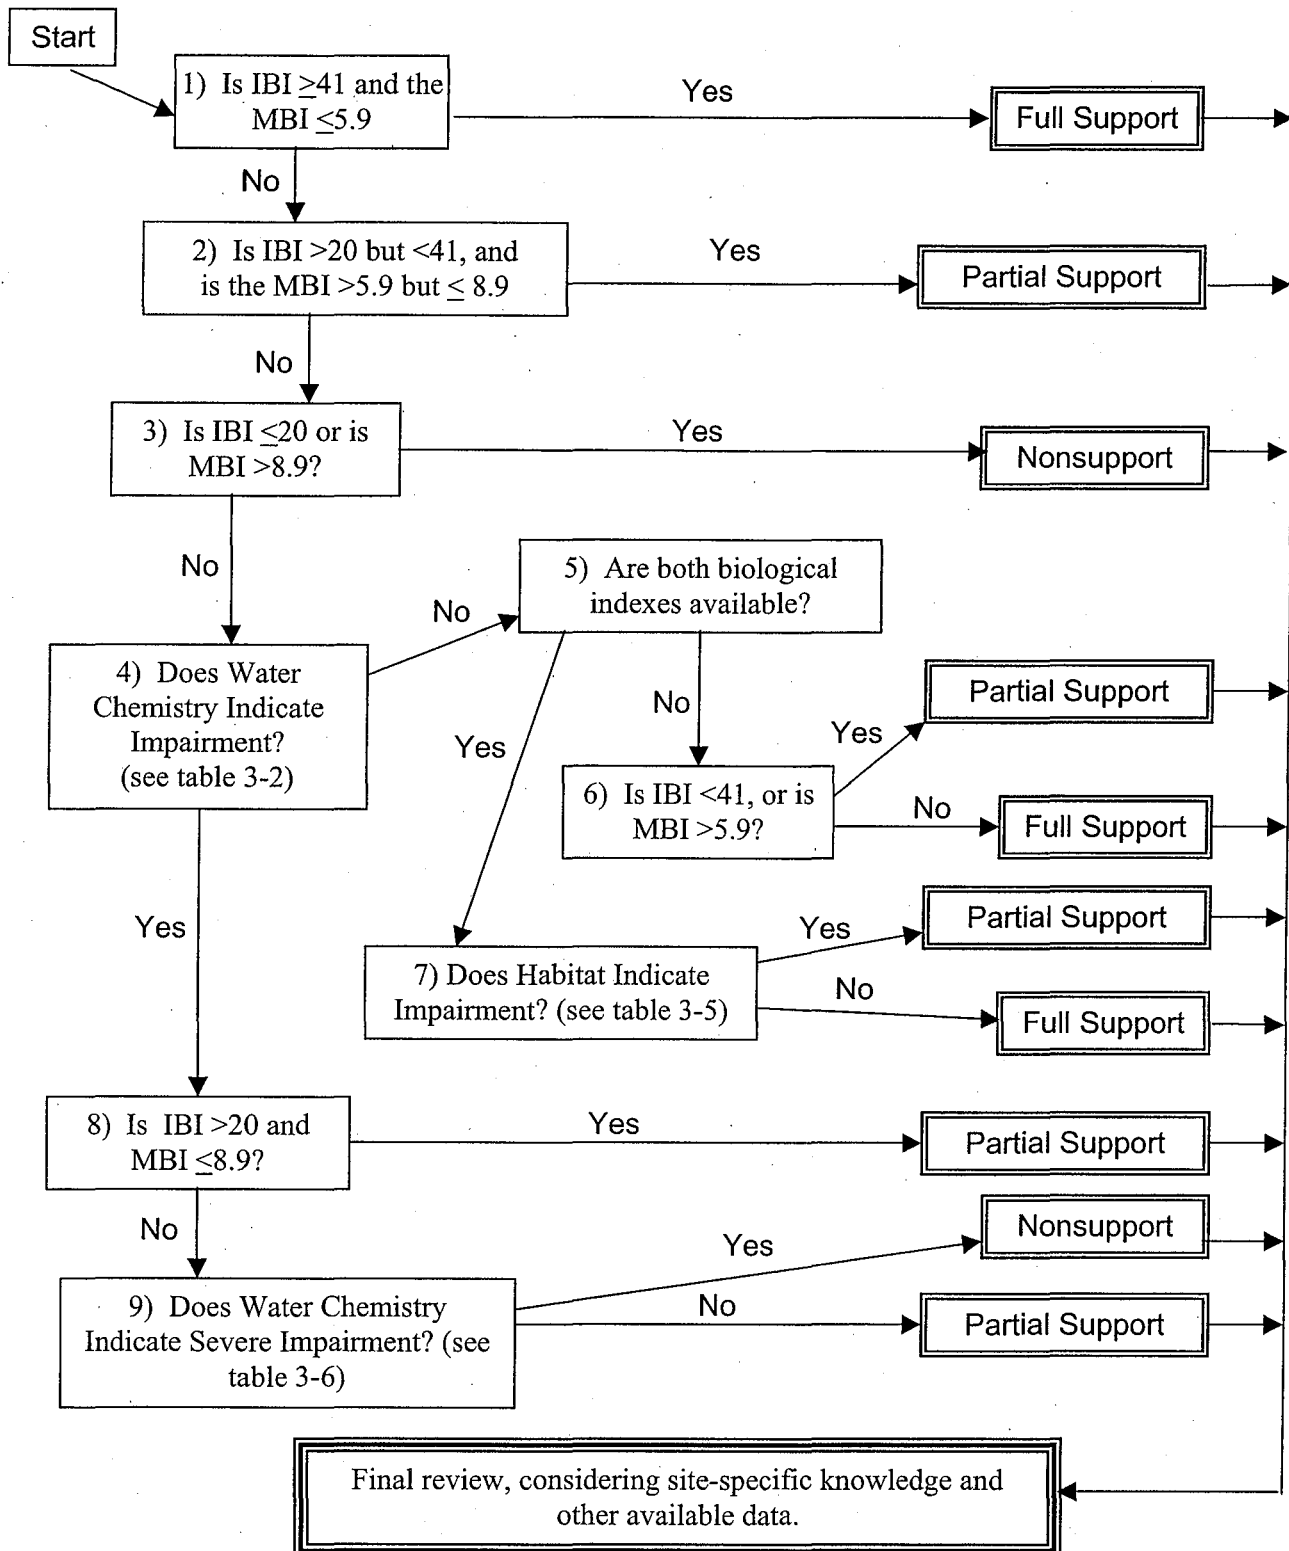 Start
1) Is IBI ≥41 and the
MBI ≤5.9
Yes
Full Support
No
2) Is IBI >20 but <41, and
is the MBI >5.9 but ≤ 8.9
Yes
Partial Support
No
3) Is IBI ≤20 or is
MBI >8.9?
Yes
Nonsupport
No
5) Are both biological
indexes available?
No
4) Does Water
Chemistry Indicate
Impairment?
(see table 3-2)
Yes
No
6) Is IBI <41, or is
MBI >5.9?
Yes
Partial Support
No
Full Support
Yes
7) Does Habitat Indicate
Impairment? (see table 3-5)
Yes
Partial Support
No
Full Support
8) Is IBI >20 and
MBI ≤8.9?
Yes
Partial Support
No
9) Does Water Chemistry
Indicate Severe Impairment? (see
table 3-6)
Yes
Nonsupport
No
Partial Support
Final review, considering site-specific knowledge and
other available data.